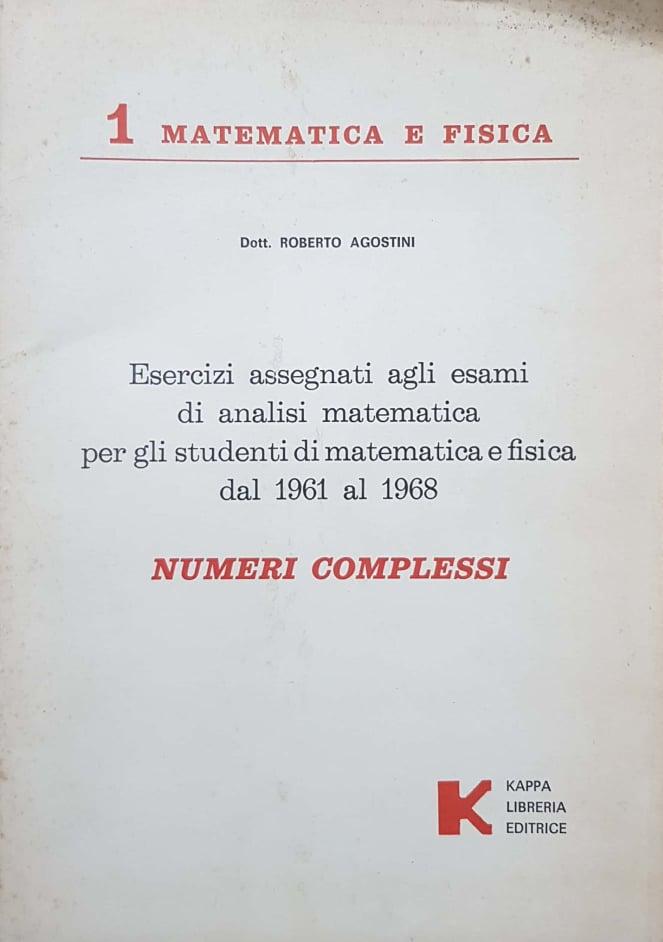 1 MATEMATICA E FISICA
Dott. ROBERTO AGOSTINI
Esercizi assegnati agli esami
di analisi matematica
per gli studenti di matematica e fisica
dal 1961 al 1968
NUMERI COMPLESSI
K
KAPPA
LIBRERIA
EDITRICE